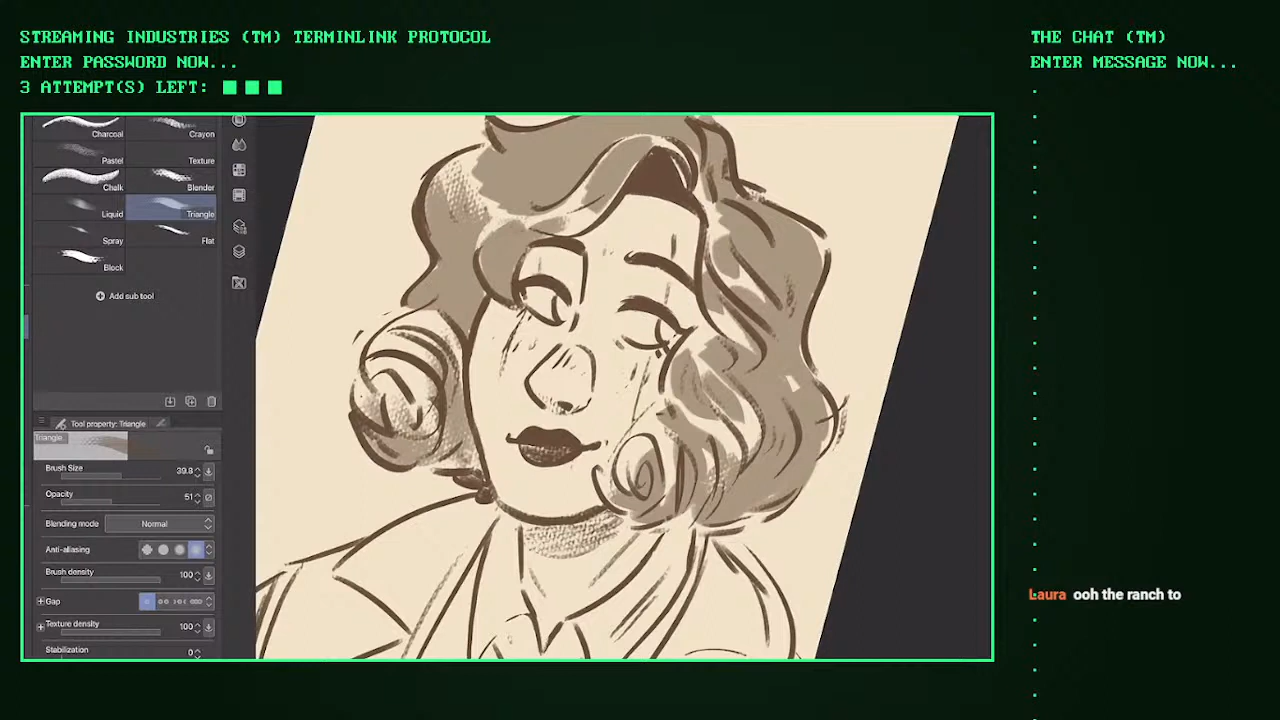 STREAMING INDUSTRIES (TM) TERMINLINK PROTOCOL
ENTER PASSWORD NOW...
3 ATTEMPT(S) LEFT:
THE CHAT (TM)
ENTER MESSAGE NOW...
Charcoal
Crayon
Pastel
Texture
Chalk
Blender
Liquid
Triangle
Spray
Flat
Block
Add sub tool
Tool property: Triangle
Triangle
Brush Size 39.8
Opacity 51
Blending mode Normal
Anti-aliasing
Brush density 100
Gap
Texture density 100
Stabilization 0
Laura ooh the ranch to